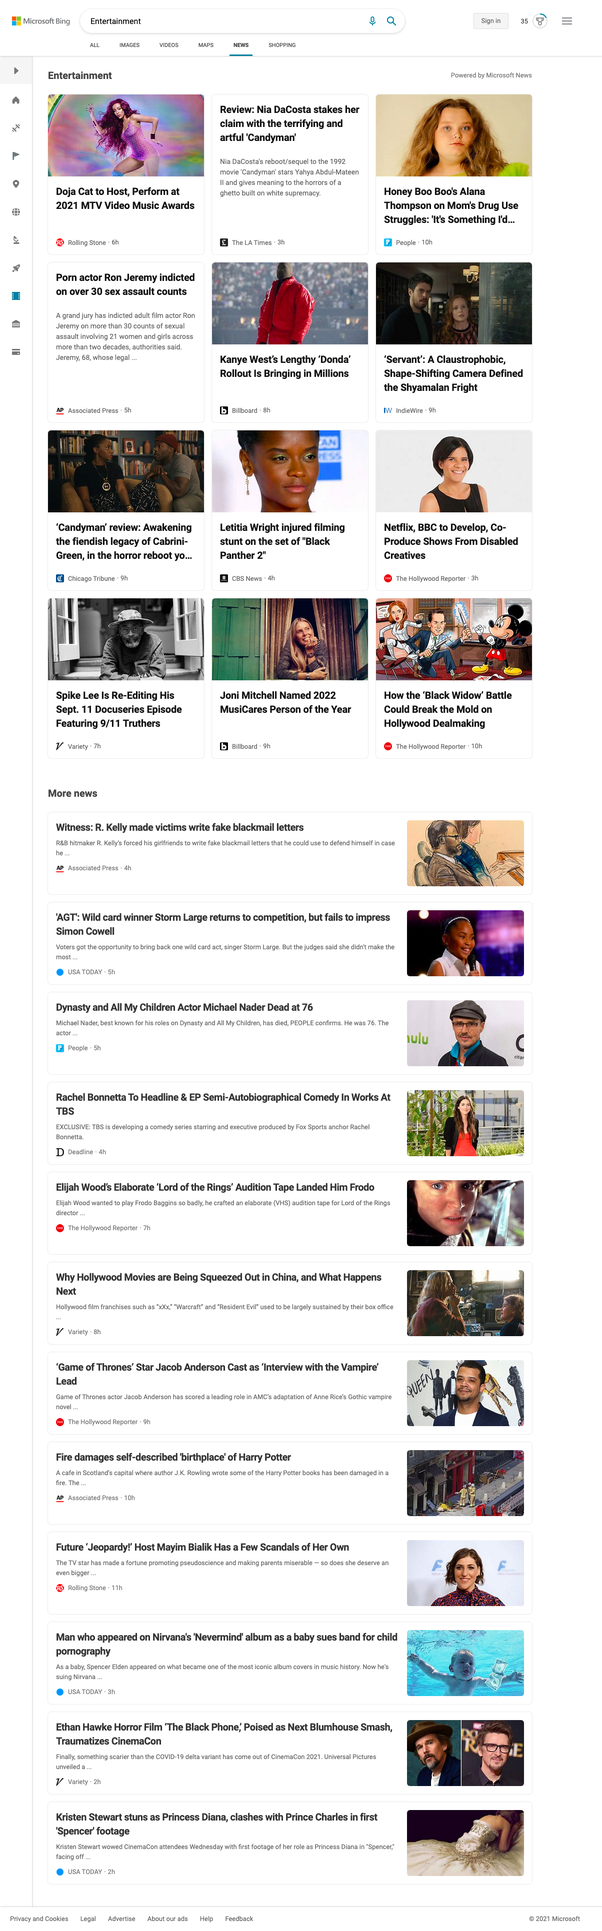 Microsoft Bing
Entertainment
Sign in
35
ALL
IMAGES
VIDEOS
MAPS
NEWS
SHOPPING
Entertainment
Powered by Microsoft News
Doja Cat to Host, Perform at
2021 MTV Video Music Awards
Rolling Stone · 6h
Review: Nia DaCosta stakes her
claim with the terrifying and
artful 'Candyman'
Nia DaCosta's reboot/sequel to the 1992
movie 'Candyman' stars Yahya Abdul-Mateen
II and gives meaning to the horrors of a
ghetto built on white supremacy.
The LA Times · 3h
Honey Boo Boo's Alana
Thompson on Mom's Drug Use
Struggles: 'It's Something I'd...
People · 10h
Porn actor Ron Jeremy indicted
on over 30 sex assault counts
A grand jury has indicted adult film actor Ron
Jeremy on more than 30 counts of sexual
assault involving 21 women and girls across
more than two decades, authorities said.
Jeremy, 68, whose legal ...
AP Associated Press · 5h
Kanye West's Lengthy ‘Donda’
Rollout Is Bringing in Millions
Billboard · 8h
‘Servant’: A Claustrophobic,
Shape-Shifting Camera Defined
the Shyamalan Fright
IW IndieWire · 9h
‘Candyman’ review: Awakening
the fiendish legacy of Cabrini-
Green, in the horror reboot yo...
Chicago Tribune · 9h
Letitia Wright injured filming
stunt on the set of "Black
Panther 2"
CBS News · 4h
Netflix, BBC to Develop, Co-
Produce Shows From Disabled
Creatives
The Hollywood Reporter · 3h
Spike Lee Is Re-Editing His
Sept. 11 Docuseries Episode
Featuring 9/11 Truthers
Variety · 7h
Joni Mitchell Named 2022
MusiCares Person of the Year
Billboard · 9h
How the ‘Black Widow’ Battle
Could Break the Mold on
Hollywood Dealmaking
The Hollywood Reporter · 10h
More news
Witness: R. Kelly made victims write fake blackmail letters
R&B hitmaker R. Kelly's forced his girlfriends to write fake blackmail letters that he could use to defend himself in case
he ...
AP Associated Press · 4h
'AGT': Wild card winner Storm Large returns to competition, but fails to impress
Simon Cowell
Voters got the opportunity to bring back one wild card act, singer Storm Large. But the judges said she didn't make the
most ...
USA TODAY · 5h
Dynasty and All My Children Actor Michael Nader Dead at 76
Michael Nader, best known for his roles on Dynasty and All My Children, has died, PEOPLE confirms. He was 76. The
actor ...
People · 5h
hulu
Rachel Bonnetta To Headline & EP Semi-Autobiographical Comedy In Works At
TBS
EXCLUSIVE: TBS is developing a comedy series starring and executive produced by Fox Sports anchor Rachel
Bonnetta.
Deadline · 4h
Elijah Wood's Elaborate ‘Lord of the Rings’ Audition Tape Landed Him Frodo
Elijah Wood wanted to play Frodo Baggins so badly, he crafted an elaborate (VHS) audition tape for Lord of the Rings
director ...
The Hollywood Reporter · 7h
Why Hollywood Movies are Being Squeezed Out in China, and What Happens
Next
Hollywood film franchises such as “xXx,” “Warcraft” and “Resident Evil” used to be largely sustained by their box office
...
Variety · 8h
‘Game of Thrones’ Star Jacob Anderson Cast as ‘Interview with the Vampire’
Lead
Game of Thrones actor Jacob Anderson has scored a leading role in AMC's adaptation of Anne Rice's Gothic vampire
novel ...
The Hollywood Reporter · 9h
QUEEN
Fire damages self-described 'birthplace' of Harry Potter
A cafe in Scotland's capital where author J.K. Rowling wrote some of the Harry Potter books has been damaged in a
fire. The ...
AP Associated Press · 10h
Future ‘Jeopardy!’ Host Mayim Bialik Has a Few Scandals of Her Own
The TV star has made a fortune promoting pseudoscience and making parents miserable — so does she deserve an
even bigger ...
Rolling Stone · 11h
Man who appeared on Nirvana's 'Nevermind' album as a baby sues band for child
pornography
As a baby, Spencer Elden appeared on what became one of the most iconic album covers in music history. Now he's
suing Nirvana ...
USA TODAY · 3h
Ethan Hawke Horror Film ‘The Black Phone,’ Poised as Next Blumhouse Smash,
Traumatizes CinemaCon
Finally, something scarier than the COVID-19 delta variant has come out of CinemaCon 2021. Universal Pictures
unveiled a ...
Variety · 2h
Kristen Stewart stuns as Princess Diana, clashes with Prince Charles in first
'Spencer' footage
Kristen Stewart wowed CinemaCon attendees Wednesday with first footage of her role as Princess Diana in "Spencer,"
facing off ...
USA TODAY · 2h
Privacy and Cookies
Legal
Advertise
About our ads
Help
Feedback
© 2021 Microsoft